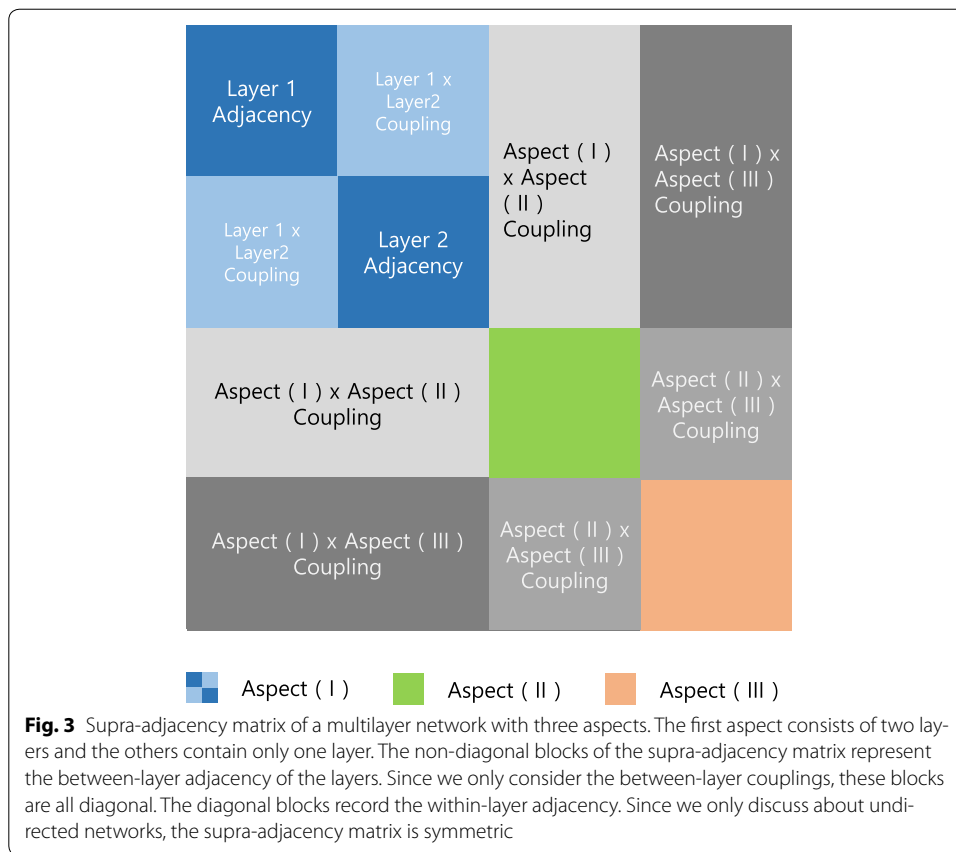 Layer 1
Adjacency
Layer 1 x
Layer2
Coupling
Aspect ( I )
x Aspect
( II )
Coupling
Aspect ( I ) x
Aspect ( III )
Coupling
Layer 1 x
Layer2
Coupling
Layer 2
Adjacency
Aspect ( I ) x Aspect ( II )
Coupling
Aspect ( II ) x
Aspect ( III )
Coupling
Aspect ( I ) x Aspect ( III )
Coupling
Aspect ( II ) x
Aspect ( III )
Coupling
Aspect ( I )
Aspect ( II )
Aspect ( III )
Fig. 3 Supra-adjacency matrix of a multilayer network with three aspects. The first aspect consists of two lay-
ers and the others contain only one layer. The non-diagonal blocks of the supra-adjacency matrix represent
the between-layer adjacency of the layers. Since we only consider the between-layer couplings, these blocks
are all diagonal. The diagonal blocks record the within-layer adjacency. Since we only discuss about undi-
rected networks, the supra-adjacency matrix is symmetric